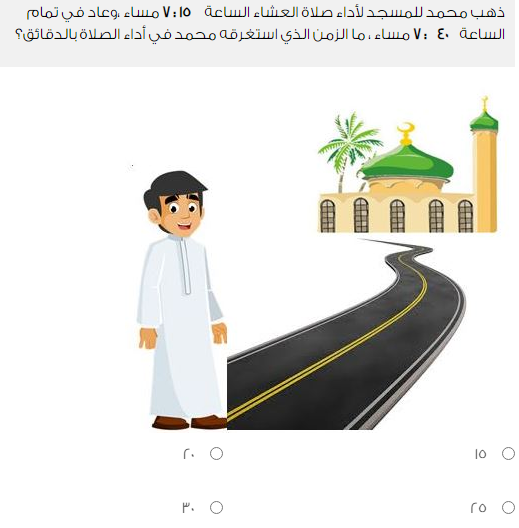 ذهب محمد للمسجد لأداء صلاة العشاء الساعة ٧:١٥ مساء ،وعاد في تمام
الساعة ٧: ٤٠ مساء ، ما الزمن الذي استغرقه محمد في أداء الصلاة بالدقائق؟
١٥
٢٠
٢٥
٣٠